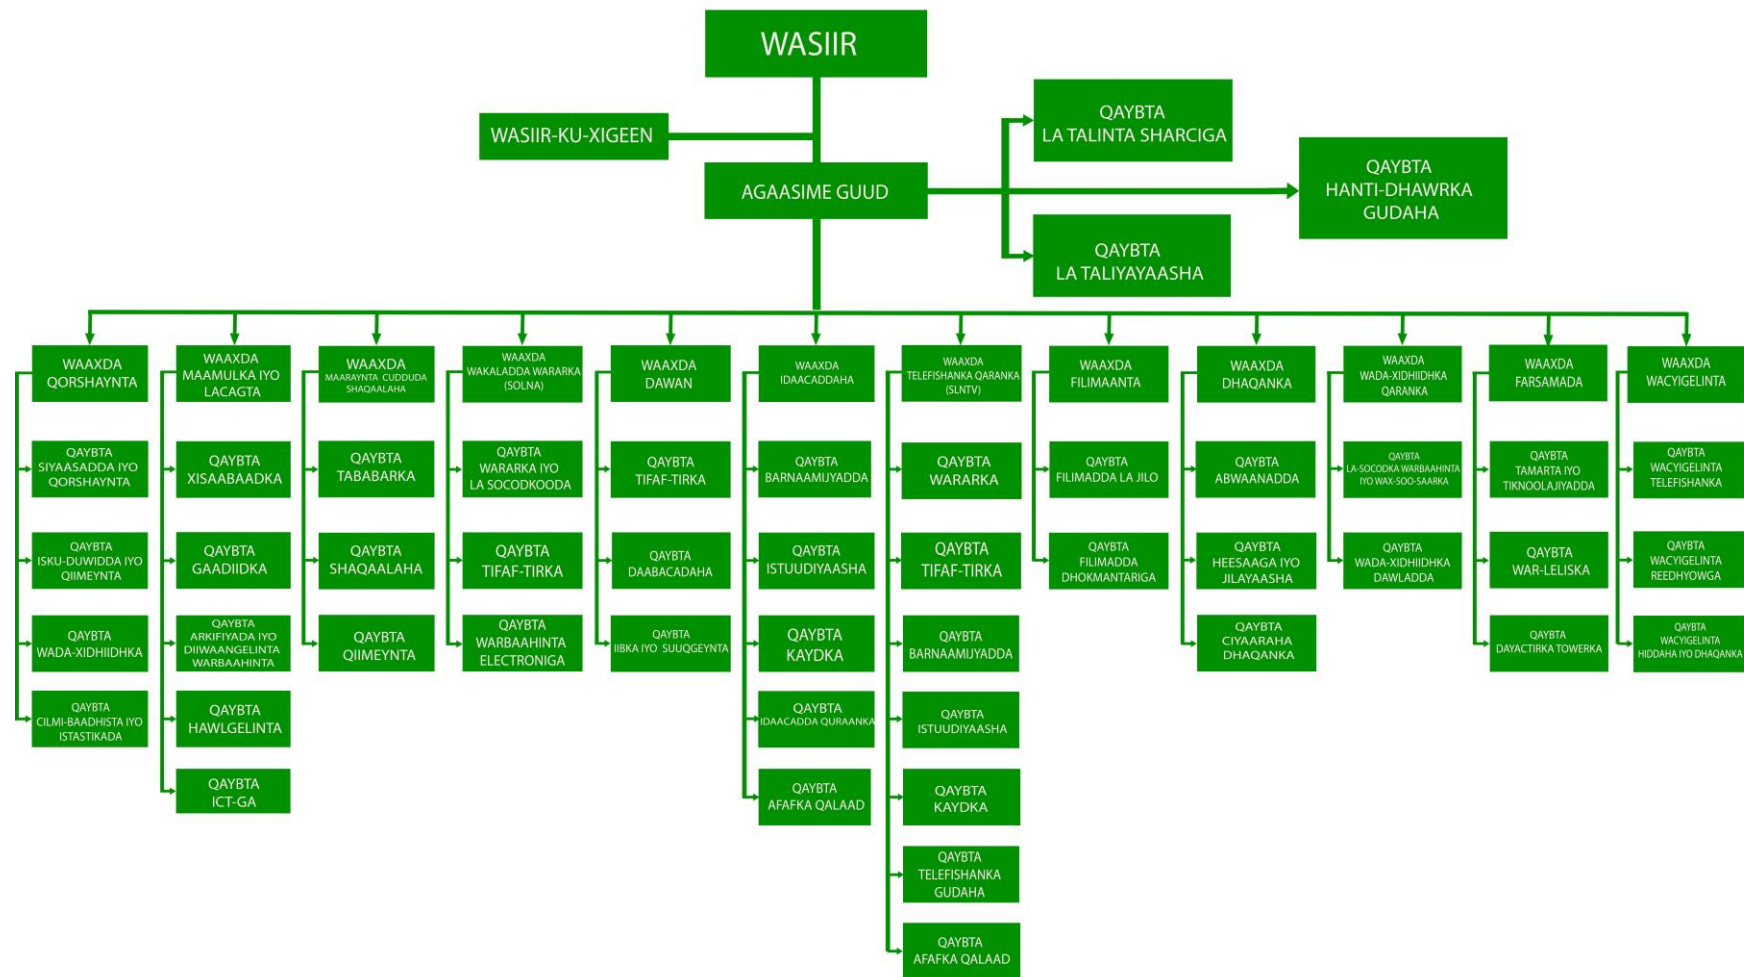 WASIIR
WASIIR-KU-XIGEEN
AGAASIME GUUD
QAYBTA
LA TALINTA SHARCIGA
QAYBTA
HANTI-DHAWRKA
GUDAHA
QAYBTA
LA TALIYAYAASHA
WAAXDA
QORSHAYNTA
QAYBTA
SIYAASADDA IYO
QORSHAYNTA
QAYBTA
ISKU-DUWIDDA IYO
QIIMEYNTA
QAYBTA
WADA-XIDHIIDHKA
QAYBTA
CILMI-BAADHISTA IYO
ISTASTIKADA
WAAXDA
MAAMULKA IYO
LACAGTA
QAYBTA
XISAABAADKA
QAYBTA
GAADIIDKA
QAYBTA
ARKIFIYADA IYO
DIIWAANGELINTA
WARBAAHINTA
QAYBTA
HAWLGELINTA
QAYBTA
ICT-GA
WAAXDA
MAARAYNTA CUDDUDA
SHAQAALAHA
QAYBTA
TABABARKA
QAYBTA
SHAQAALAHA
QAYBTA
QIIMEYNTA
WAAXDA
WAKALADDA WARARKA
(SOLNA)
QAYBTA
WARARKA IYO
LA SOCODKOODA
QAYBTA
TIFAF-TIRKA
QAYBTA
WARBAAHINTA
ELECTRONIGA
WAAXDA
DAWAN
QAYBTA
TIFAF-TIRKA
QAYBTA
DAABACADAHA
QAYBTA
IIBKA IYO SUUQGEYNTA
WAAXDA
IDAACADDAHA
QAYBTA
BARNAAMIJYADDA
QAYBTA
ISTUUDIYAASHA
QAYBTA
KAYDKA
QAYBTA
IDAACADDA QURAANKA
QAYBTA
AFAFKA QALAAD
WAAXDA
TELEFISHANKA QARANKA
(SLNTV)
QAYBTA
WARARKA
QAYBTA
TIFAF-TIRKA
QAYBTA
BARNAAMIJYADDA
QAYBTA
ISTUUDIYAASHA
QAYBTA
KAYDKA
QAYBTA
TELEFISHANKA
GUDAHA
QAYBTA
AFAFKA QALAAD
WAAXDA
FILIMAANTA
QAYBTA
FILIMADDA LA JILO
QAYBTA
FILIMADDA
DHOKMANTARIGA
WAAXDA
DHAQANKA
QAYBTA
ABWAANADDA
QAYBTA
HEESAAGA IYO
JILAYAASHA
QAYBTA
CIYAARAHA
DHAQANKA
WAAXDA
WADA-XIDHIIDHKA
QARANKA
QAYBTA
LA-SOCODKA WARBAAHINTA
IYO WAX-SOO-SAARKA
QAYBTA
WADA-XIDHIIDHKA
DAWLADDA
WAAXDA
FARSAMADA
QAYBTA
TAMARTA IYO
TIKNOOLAJIYADDA
QAYBTA
WAR-LELISKA
QAYBTA
DAYACTIRKA TOWERKA
WAAXDA
WACYIGELINTA
QAYBTA
WACYIGELINTA
TELEFISHANKA
QAYBTA
WACYIGELINTA
REEDHYOWGA
QAYBTA
WACYIGELINTA
HIDDAHA IYO DHAQANKA